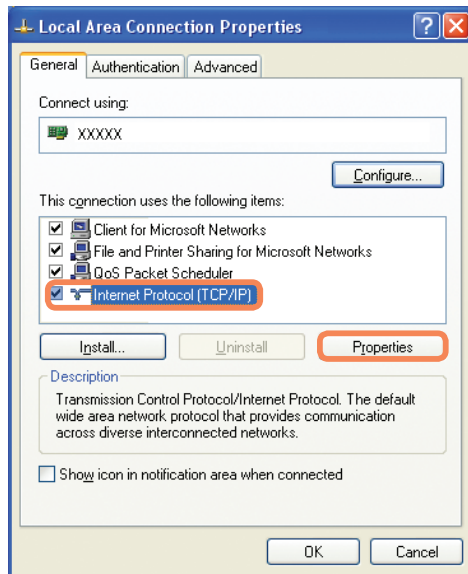 Local Area Connection Properties
General Authentication Advanced
Connect using:
XXXXX
Configure...
This connection uses the following items:
Client for Microsoft Networks
File and Printer Sharing for Microsoft Networks
QoS Packet Scheduler
Internet Protocol (TCP/IP)
Install... Uninstall Properties
Description
Transmission Control Protocol/Internet Protocol. The default
wide area network protocol that provides communication
across diverse interconnected networks.
Show icon in notification area when connected
OK Cancel